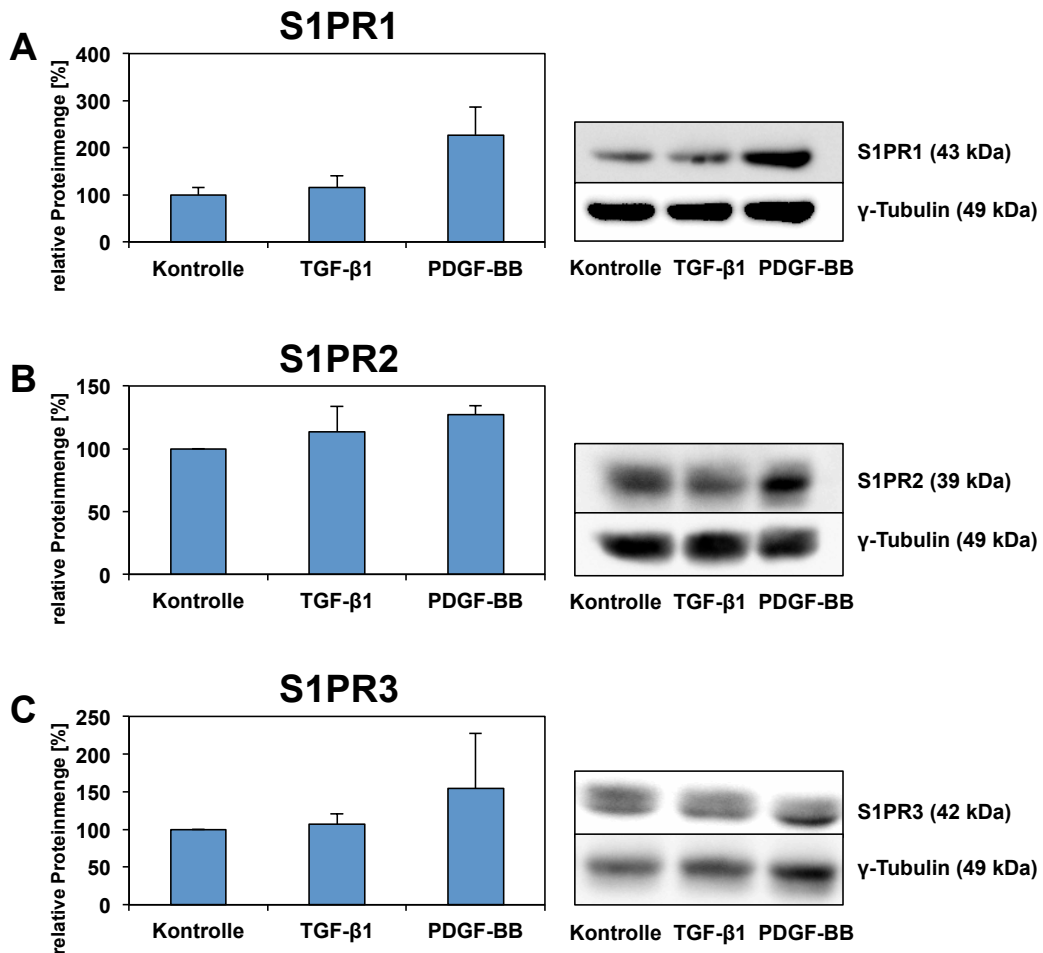 A
S1PR1
relative Proteinmenge [%]
400
300
200
100
0
Kontrolle TGF-β1 PDGF-BB
S1PR1 (43 kDa)
γ-Tubulin (49 kDa)
Kontrolle TGF-β1 PDGF-BB
B
S1PR2
relative Proteinmenge [%]
150
100
50
0
Kontrolle TGF-β1 PDGF-BB
S1PR2 (39 kDa)
γ-Tubulin (49 kDa)
Kontrolle TGF-β1 PDGF-BB
C
S1PR3
relative Proteinmenge [%]
250
200
150
100
50
0
Kontrolle TGF-β1 PDGF-BB
S1PR3 (42 kDa)
γ-Tubulin (49 kDa)
Kontrolle TGF-β1 PDGF-BB